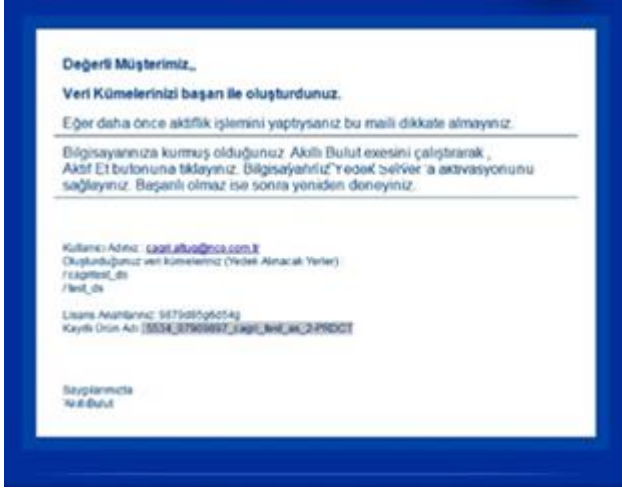 Değerli Müşterimiz,,
Veri Kümelerinizi başarı ile oluşturdunuz.
Eğer daha önce aktiflik işlemini yaptıysanız bu maili dikkate almayınız.
Bilgisayarınıza kurmuş olduğunuz Akıllı Bulut exesini çalıştırarak ,
Aktif Et butonuna tıklayınız. Bilgisayarınız Yedek Server'a aktivasyonunu
sağlayınız. Başarılı olmaz ise sonra yeniden deneyiniz.
Kullanıcı Adınız :
Oluşturduğunuz veri kümeleriniz (Yedek Alınacak Yerler)
/cagritest_ds
/test_ds
Lisans Anahtarınız: 9879d85g6d54g
Kayıtlı Ürün Adı :
Saygılarımızla
Akıllı Bulut